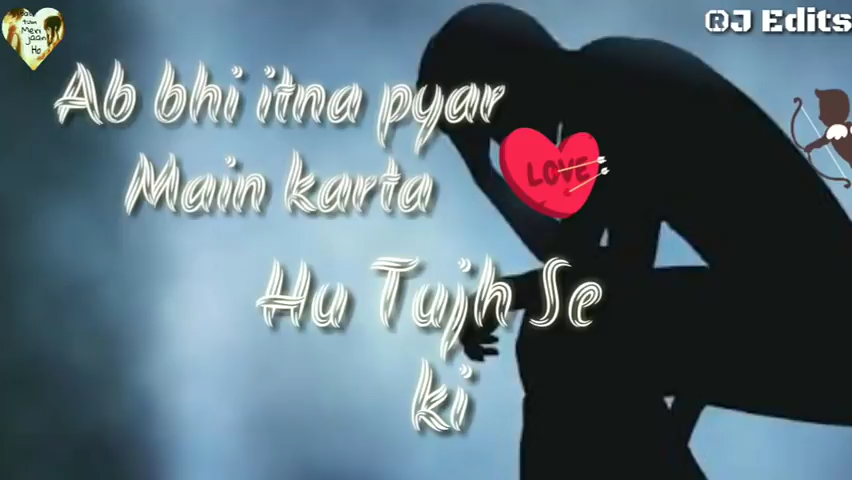 tum
Meri
jaan
Ho
RJ Edits
Ab bhi itna pyar
Main karta
LOVE
Hu Tujh Se
ki